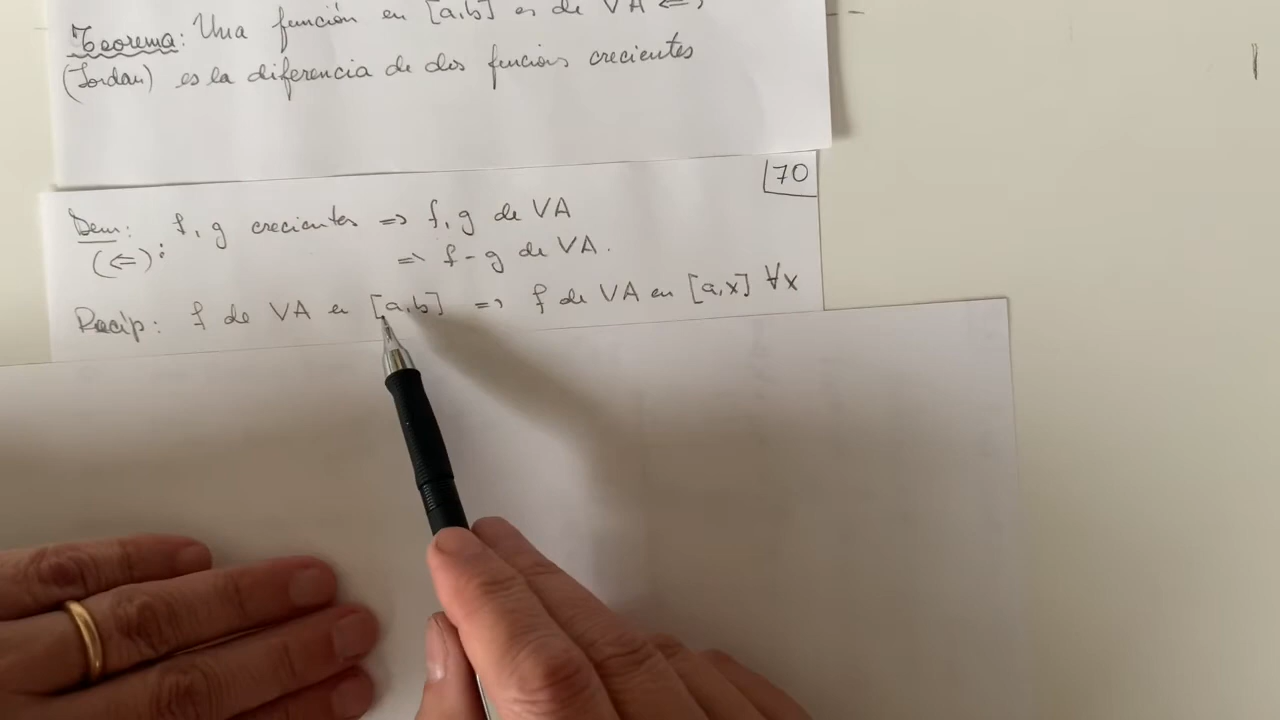 Teorema: Una función en [a,b] es de VA ⇔
(Jordan) es la diferencia de dos funcions crecientes
70
Dem: f, g crecientes => f, g de VA
(⇐): => f - g de VA.
Recip: f de VA en [a,b] => f de VA en [a,x] ∀x